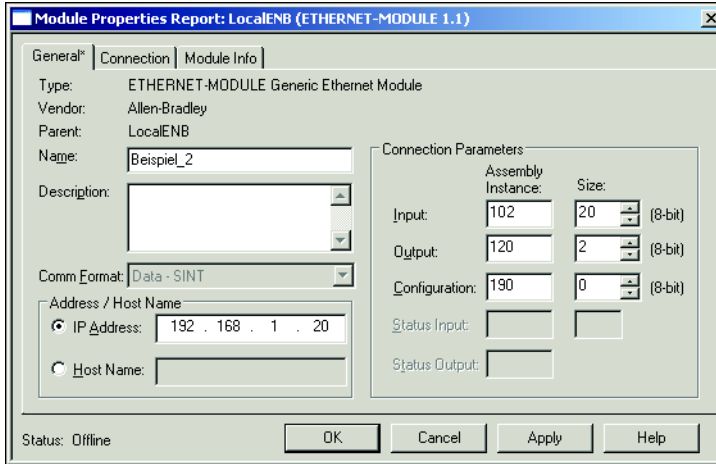 Module Properties Report: LocalENB (ETHERNET-MODULE 1.1)
General* Connection Module Info
Type: ETHERNET-MODULE Generic Ethernet Module
Vendor: Allen-Bradley
Parent: LocalENB
Name: Beispiel_2
Description:
Comm Format: Data - SINT
Address / Host Name
IP Address: 192 . 168 . 1 . 20
Host Name:
Connection Parameters
Assembly
Instance: Size:
Input: 102 20 (8-bit)
Output: 120 2 (8-bit)
Configuration: 190 0 (8-bit)
Status Input:
Status Output:
Status: Offline
OK Cancel Apply Help